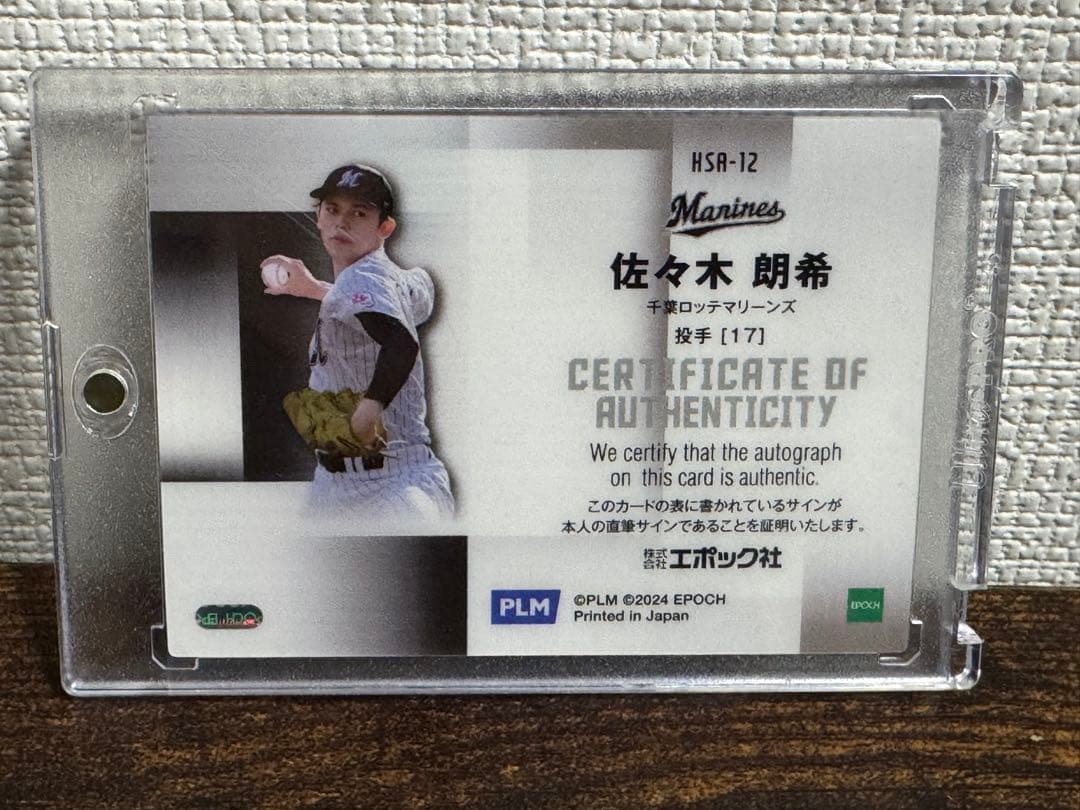 HSA-12
M
Marines
佐々木 朗希
千葉ロッテマリーンズ
投手 [17]
CERTIFICATE OF
AUTHENTICITY
We certify that the autograph
on this card is authentic.
このカードの表に書かれているサインが
本人の直筆サインであることを証明いたします。
株式会社エポック社
PLM
©PLM ©2024 EPOCH
Printed in Japan
EPOCH